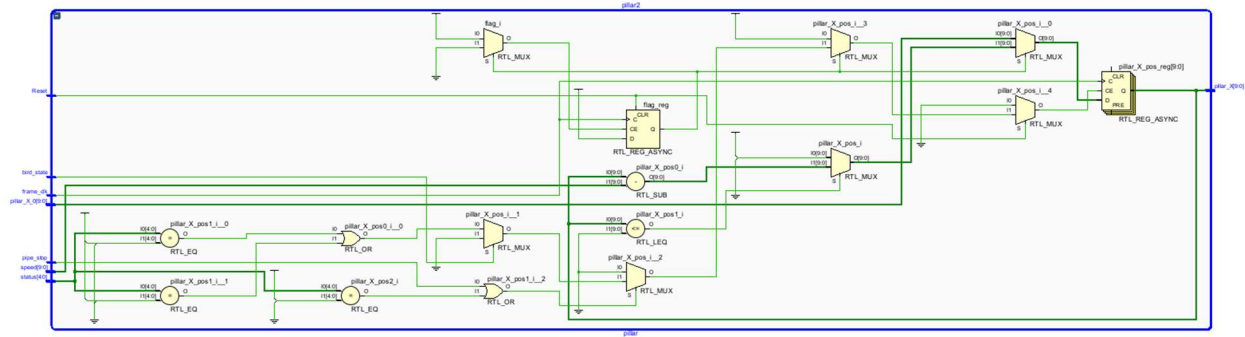 pillar2
flag_i
I0
I1
O
S
RTL_MUX
pillar_X_pos_i__3
I0
I1
O
S
RTL_MUX
pillar_X_pos_i__0
I0[9:0]
I1[9:0]
O[9:0]
S
RTL_MUX
pillar_X_pos_reg[9:0]
CLR
C
CE
Q
D
PRE
RTL_REG_ASYNC
pillar_X[9:0]
Reset
flag_reg
CLR
C
CE
Q
D
RTL_REG_ASYNC
pillar_X_pos_i__4
I0
I1
O
S
RTL_MUX
pillar_X_pos_i
I0[9:0]
I1[9:0]
O[9:0]
S
RTL_MUX
bird_state
frame_clk
pillar_X_0[9:0]
pillar_X_pos0_i
I0[9:0]
I1[9:0]
-
O[9:0]
RTL_SUB
pillar_X_pos1_i__0
I0[4:0]
I1[4:0]
=
O
RTL_EQ
pillar_X_pos0_i__0
I0
I1
O
RTL_OR
pillar_X_pos_i__1
I0
I1
O
S
RTL_MUX
pillar_X_pos1_i
I0[9:0]
I1[9:0]
<=
O
RTL_LEQ
pipe_stop
speed[9:0]
status[4:0]
pillar_X_pos1_i__1
I0[4:0]
I1[4:0]
=
O
RTL_EQ
pillar_X_pos2_i
I0[4:0]
I1[4:0]
=
O
RTL_EQ
pillar_X_pos1_i__2
I0
I1
O
RTL_OR
pillar_X_pos_i__2
I0
I1
O
S
RTL_MUX
pillar